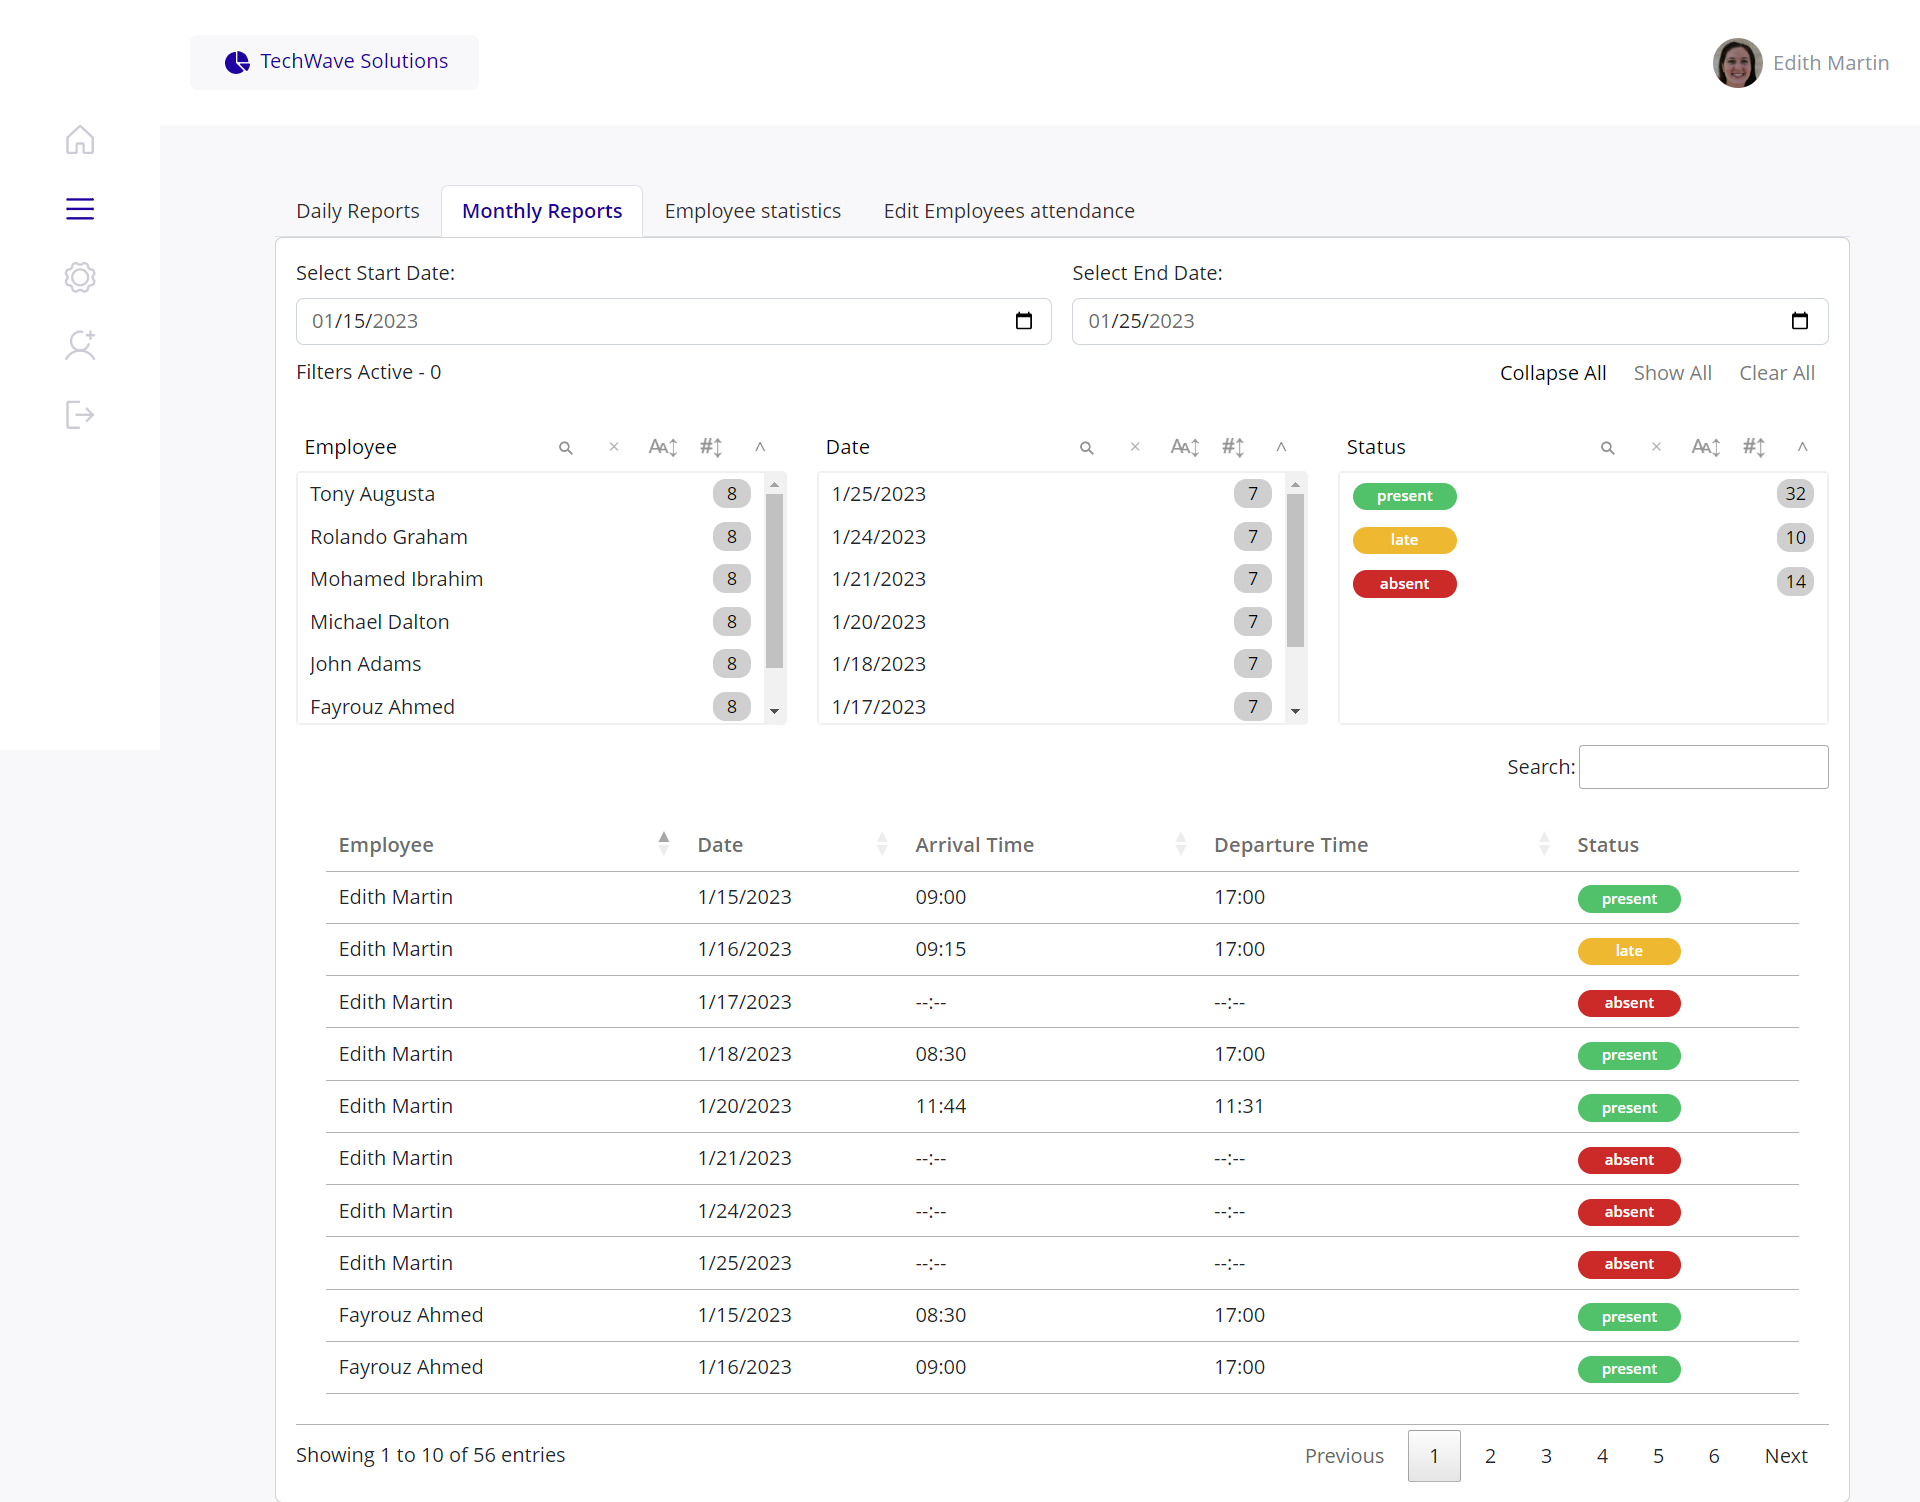 TechWave Solutions
Edith Martin
Daily Reports Monthly Reports Employee statistics Edit Employees attendance
Select Start Date: Select End Date:
01/15/2023 01/25/2023
Filters Active - 0 Collapse All Show All Clear All
Employee Date Status
Tony Augusta 8 1/25/2023 7 present 32
Rolando Graham 8 1/24/2023 7 late 10
Mohamed Ibrahim 8 1/21/2023 7 absent 14
Michael Dalton 8 1/20/2023 7
John Adams 8 1/18/2023 7
Fayrouz Ahmed 8 1/17/2023 7
Search:
Employee Date Arrival Time Departure Time Status
Edith Martin 1/15/2023 09:00 17:00 present
Edith Martin 1/16/2023 09:15 17:00 late
Edith Martin 1/17/2023 --:-- --:-- absent
Edith Martin 1/18/2023 08:30 17:00 present
Edith Martin 1/20/2023 11:44 11:31 present
Edith Martin 1/21/2023 --:-- --:-- absent
Edith Martin 1/24/2023 --:-- --:-- absent
Edith Martin 1/25/2023 --:-- --:-- absent
Fayrouz Ahmed 1/15/2023 08:30 17:00 present
Fayrouz Ahmed 1/16/2023 09:00 17:00 present
Showing 1 to 10 of 56 entries Previous 1 2 3 4 5 6 Next